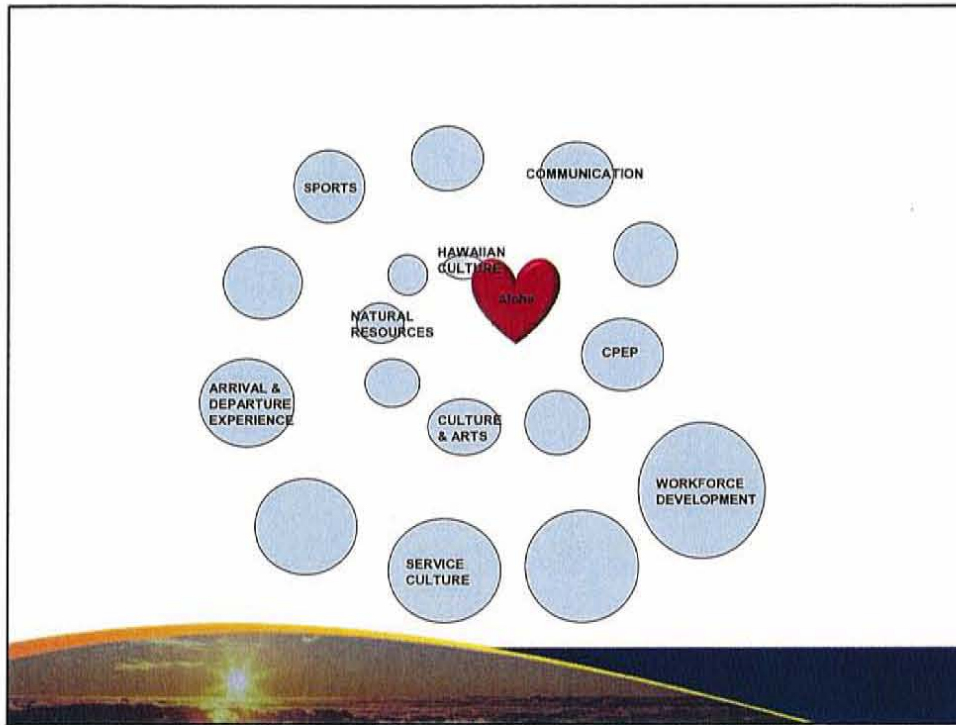 COMMUNICATION
SPORTS
HAWAIIAN
CULTURE
Aloha
NATURAL
RESOURCES
CPEP
ARRIVAL &
DEPARTURE
EXPERIENCE
CULTURE
& ARTS
WORKFORCE
DEVELOPMENT
SERVICE
CULTURE